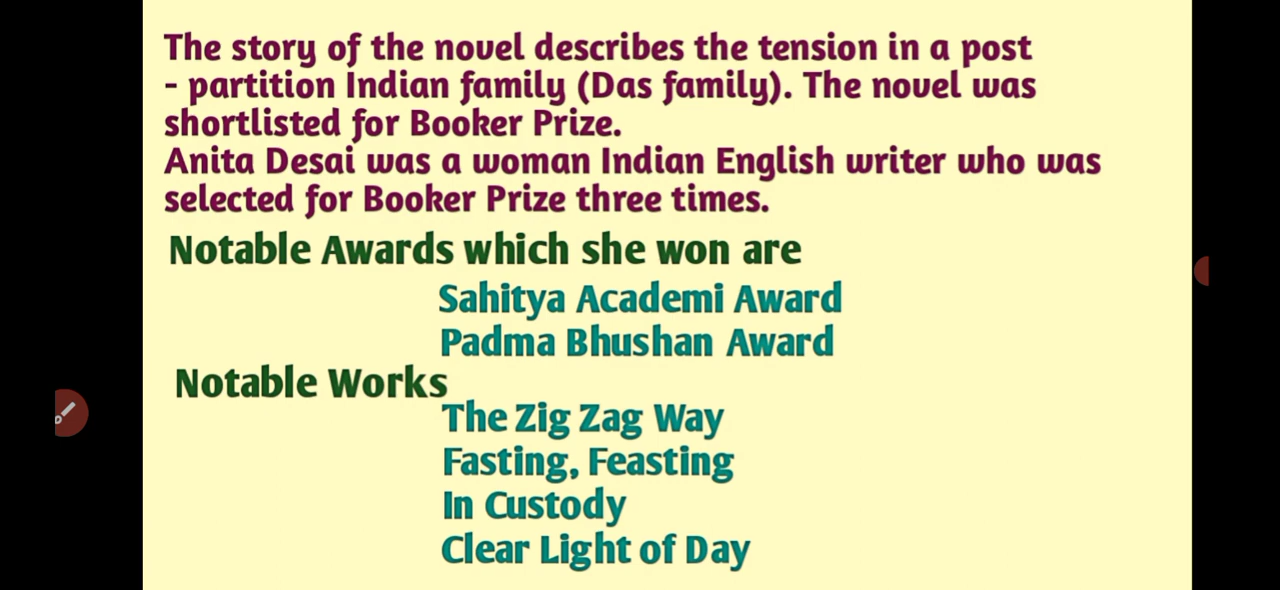 The story of the novel describes the tension in a post
- partition Indian family (Das family). The novel was
shortlisted for Booker Prize.
Anita Desai was a woman Indian English writer who was
selected for Booker Prize three times.
Notable Awards which she won are
Sahitya Academi Award
Padma Bhushan Award
Notable Works
The Zig Zag Way
Fasting, Feasting
In Custody
Clear Light of Day